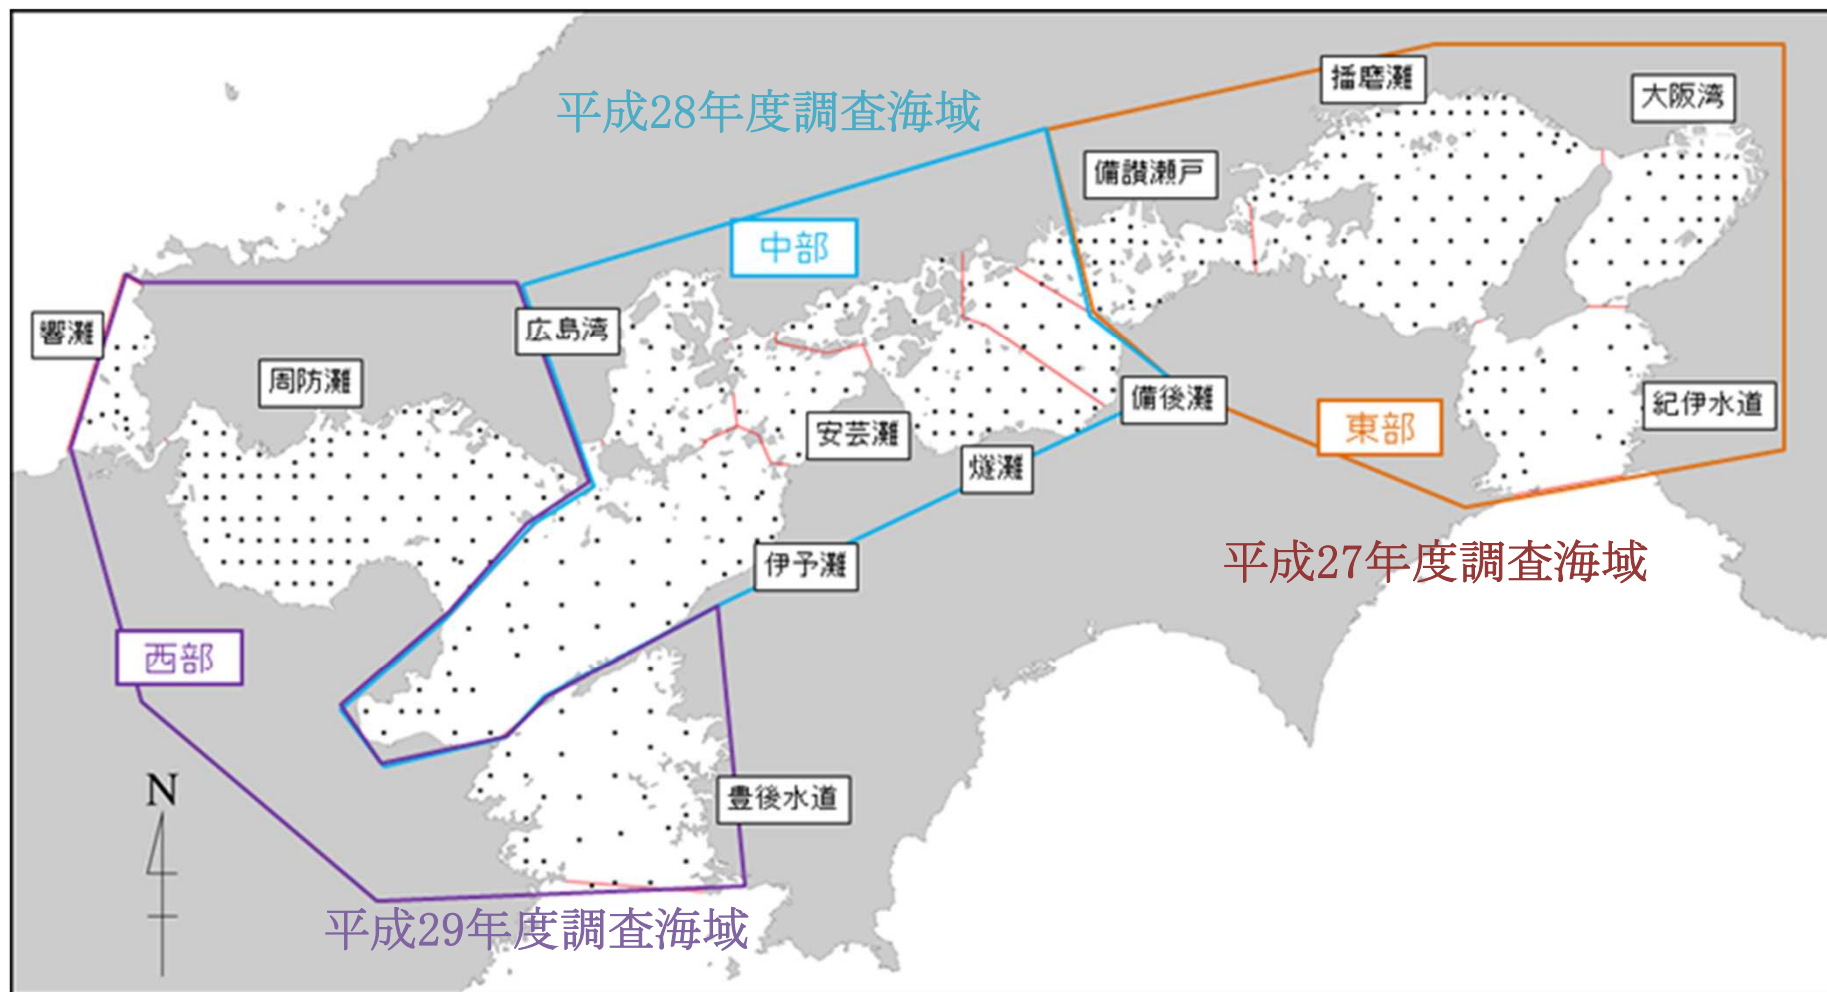 播磨灘
大阪湾
平成28年度調査海域
備讃瀬戸
中部
響灘
広島湾
周防灘
備後灘
紀伊水道
安芸灘
東部
燧灘
伊予灘
平成27年度調査海域
西部
N
豊後水道
平成29年度調査海域